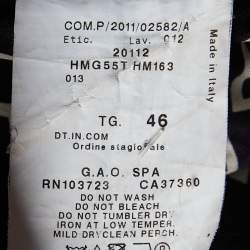 COM.P/2011/02582/A
Etic. Lav. 012
20112
HMG55T HM163
013
Made in Italy
TG. 46
DT.IN.COM
Ordine stagionale
G.A.O. SPA
RN103723 CA37360
DO NOT WASH
DO NOT BLEACH
DO NOT TUMBLER DRY
IRON AT LOW TEMPER.
MILD DRYCLEAN PERCH.